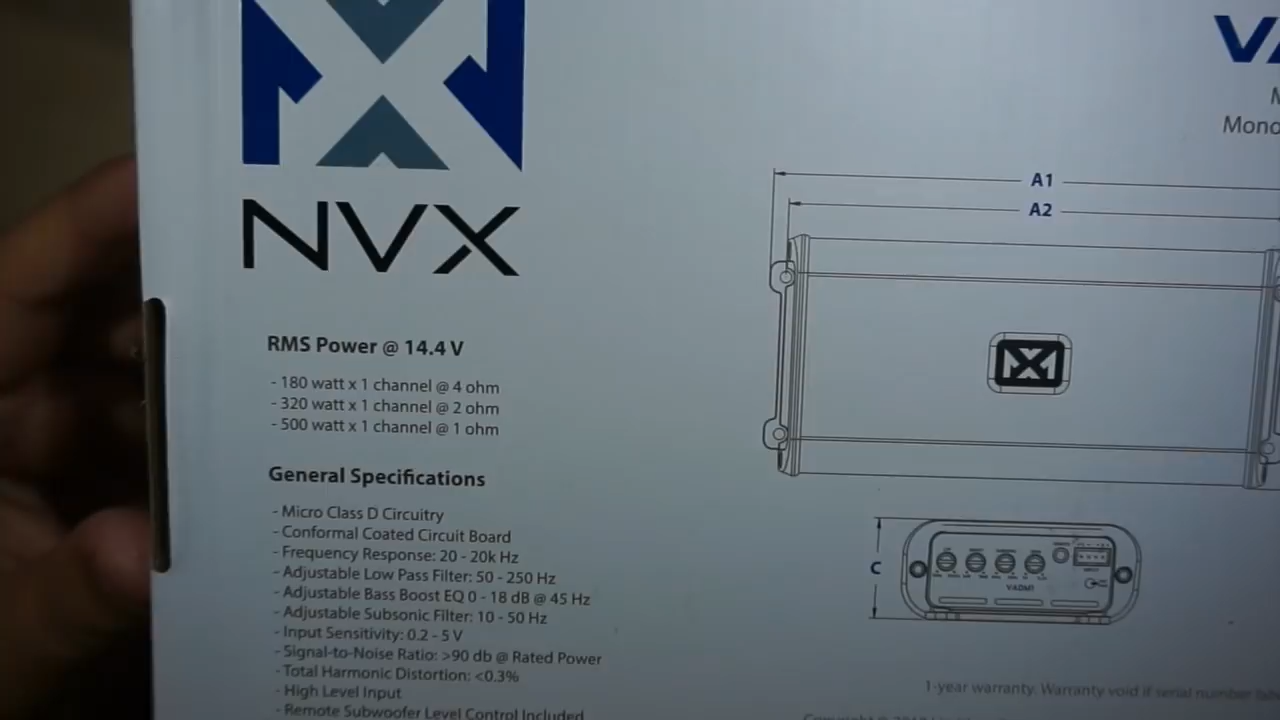 NVX
RMS Power @ 14.4 V
- 180 watt x 1 channel @ 4 ohm
- 320 watt x 1 channel @ 2 ohm
- 500 watt x 1 channel @ 1 ohm
General Specifications
- Micro Class D Circuitry
- Conformal Coated Circuit Board
- Frequency Response: 20 - 20k Hz
- Adjustable Low Pass Filter: 50 - 250 Hz
- Adjustable Bass Boost EQ 0 - 18 dB @ 45 Hz
- Adjustable Subsonic Filter: 10 - 50 Hz
- Input Sensitivity: 0.2 - 5 V
- Signal-to-Noise Ratio: >90 db @ Rated Power
- Total Harmonic Distortion: <0.3%
- High Level Input
- Remote Subwoofer Level Control Included
Mono
A1
A2
C
VADM1
1-year warranty. Warranty void if serial number